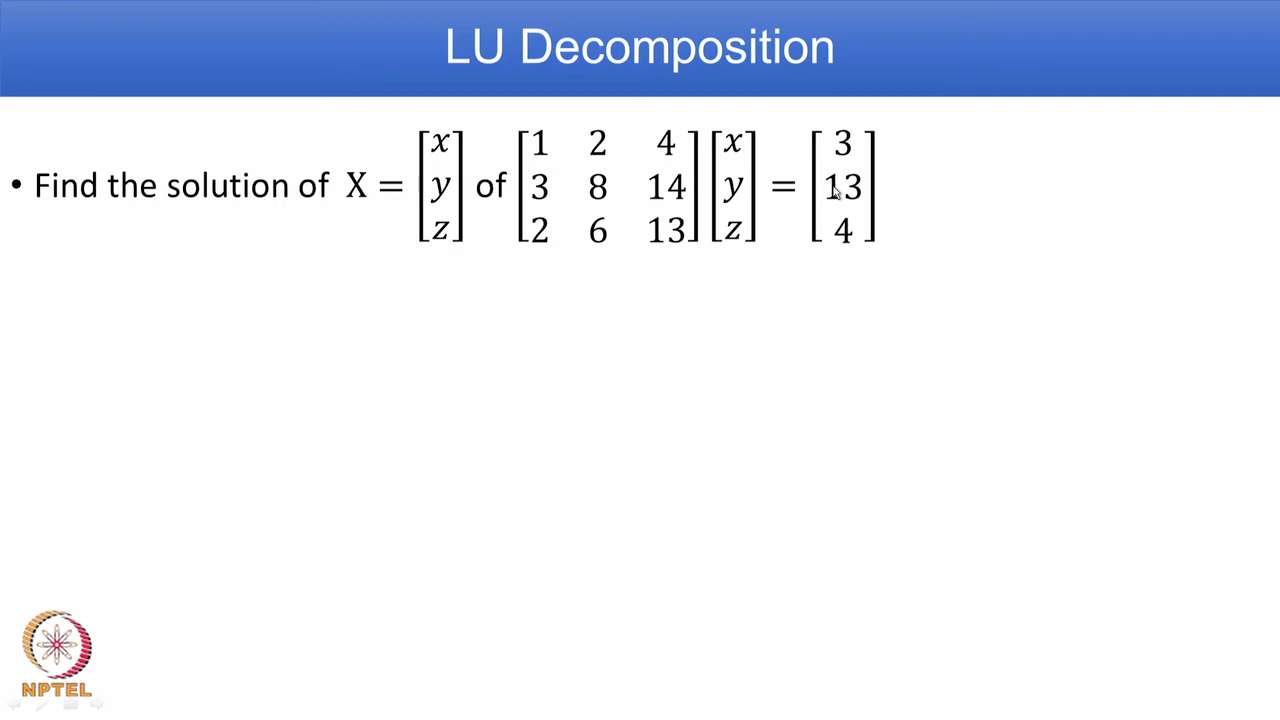 LU Decomposition
• Find the solution of X = [x y z] of [1 2 4; 3 8 14; 2 6 13] [x y z] = [3 13 4]
NPTEL